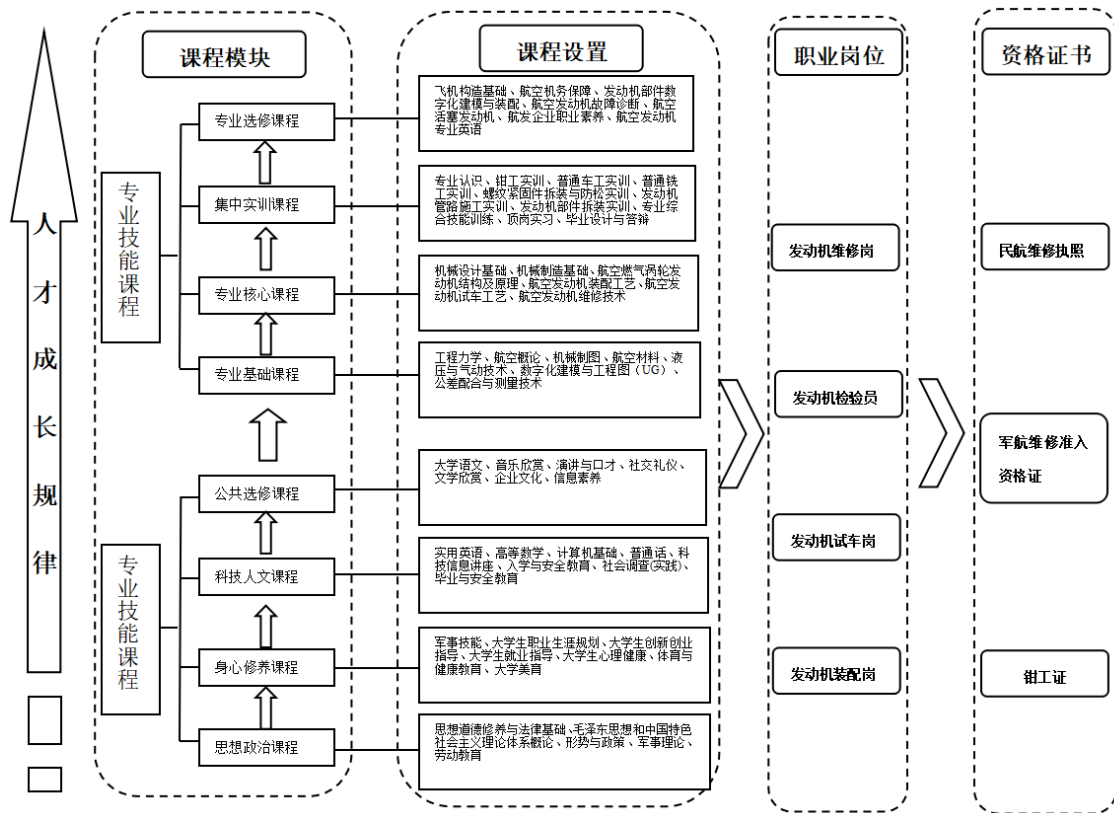 课程模块
课程设置
职业岗位
资格证书
人
才
成
长
规
律
专业技能课程
专业选修课程
飞机构造基础、航空机务保障、发动机部件数
字化建模与装配、航空发动机故障诊断、航空
活塞发动机、航发企业职业素养、航空发动机
专业英语
集中实训课程
专业认识、钳工实训、普通车工实训、普通铣
工实训、螺纹紧固件拆装与防松实训、发动机
管路施工实训、发动机部件拆装实训、专业综
合技能训练、顶岗实习、毕业设计与答辩
专业核心课程
机械设计基础、机械制造基础、航空燃气涡轮发
动机结构及原理、航空发动机装配工艺、航空发
动机试车工艺、航空发动机维修技术
专业基础课程
工程力学、航空概论、机械制图、航空材料、液
压与气动技术、数字化建模与工程图（UG）、
公差配合与测量技术
专业技能课程
公共选修课程
大学语文、音乐欣赏、演讲与口才、社交礼仪、
文学欣赏、企业文化、信息素养
科技人文课程
实用英语、高等数学、计算机基础、普通话、科
技信息讲座、入学与安全教育、社会调查(实践)、
毕业与安全教育
身心修养课程
军事技能、大学生职业生涯规划、大学生创新创业
指导、大学生就业指导、大学生心理健康、体育与
健康教育、大学美育
思想政治课程
思想道德修养与法律基础、毛泽东思想和中国特色
社会主义理论体系概论、形势与政策、军事理论、
劳动教育
发动机维修岗
发动机检验员
发动机试车岗
发动机装配岗
民航维修执照
军航维修准入
资格证
钳工证